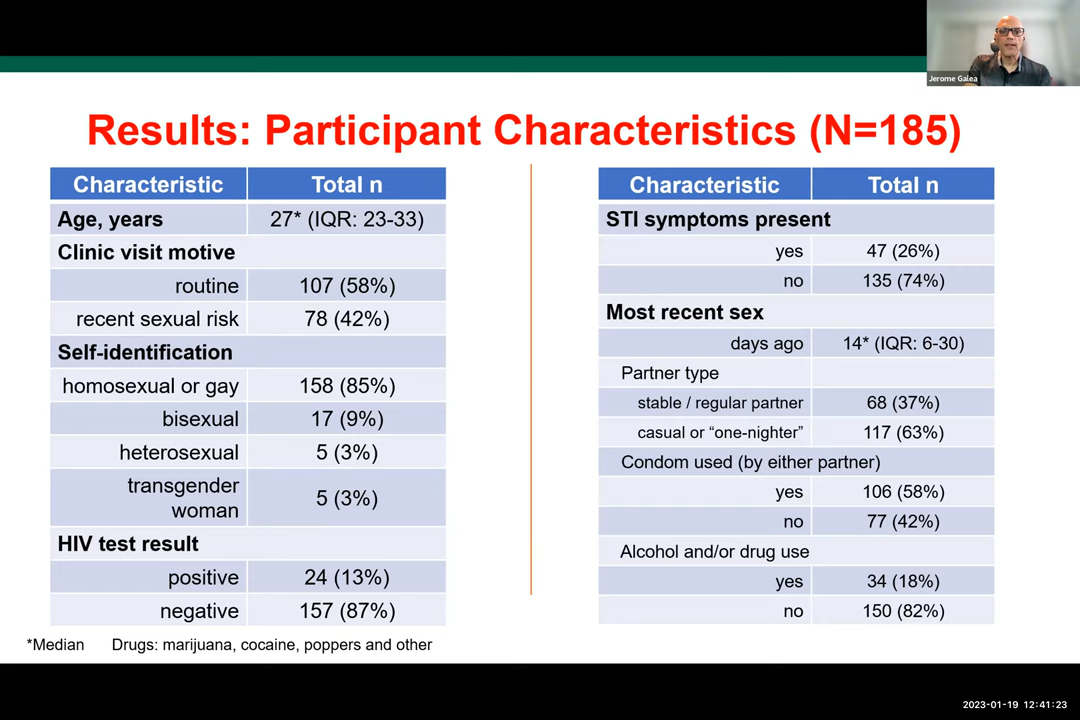 Jerome Galea
Results: Participant Characteristics (N=185)
Characteristic Total n
Age, years 27* (IQR: 23-33)
Clinic visit motive
routine 107 (58%)
recent sexual risk 78 (42%)
Self-identification
homosexual or gay 158 (85%)
bisexual 17 (9%)
heterosexual 5 (3%)
transgender
woman 5 (3%)
HIV test result
positive 24 (13%)
negative 157 (87%)
*Median Drugs: marijuana, cocaine, poppers and other
Characteristic Total n
STI symptoms present
yes 47 (26%)
no 135 (74%)
Most recent sex
days ago 14* (IQR: 6-30)
Partner type
stable / regular partner 68 (37%)
casual or “one-nighter” 117 (63%)
Condom used (by either partner)
yes 106 (58%)
no 77 (42%)
Alcohol and/or drug use
yes 34 (18%)
no 150 (82%)
2023-01-19 12:41:23